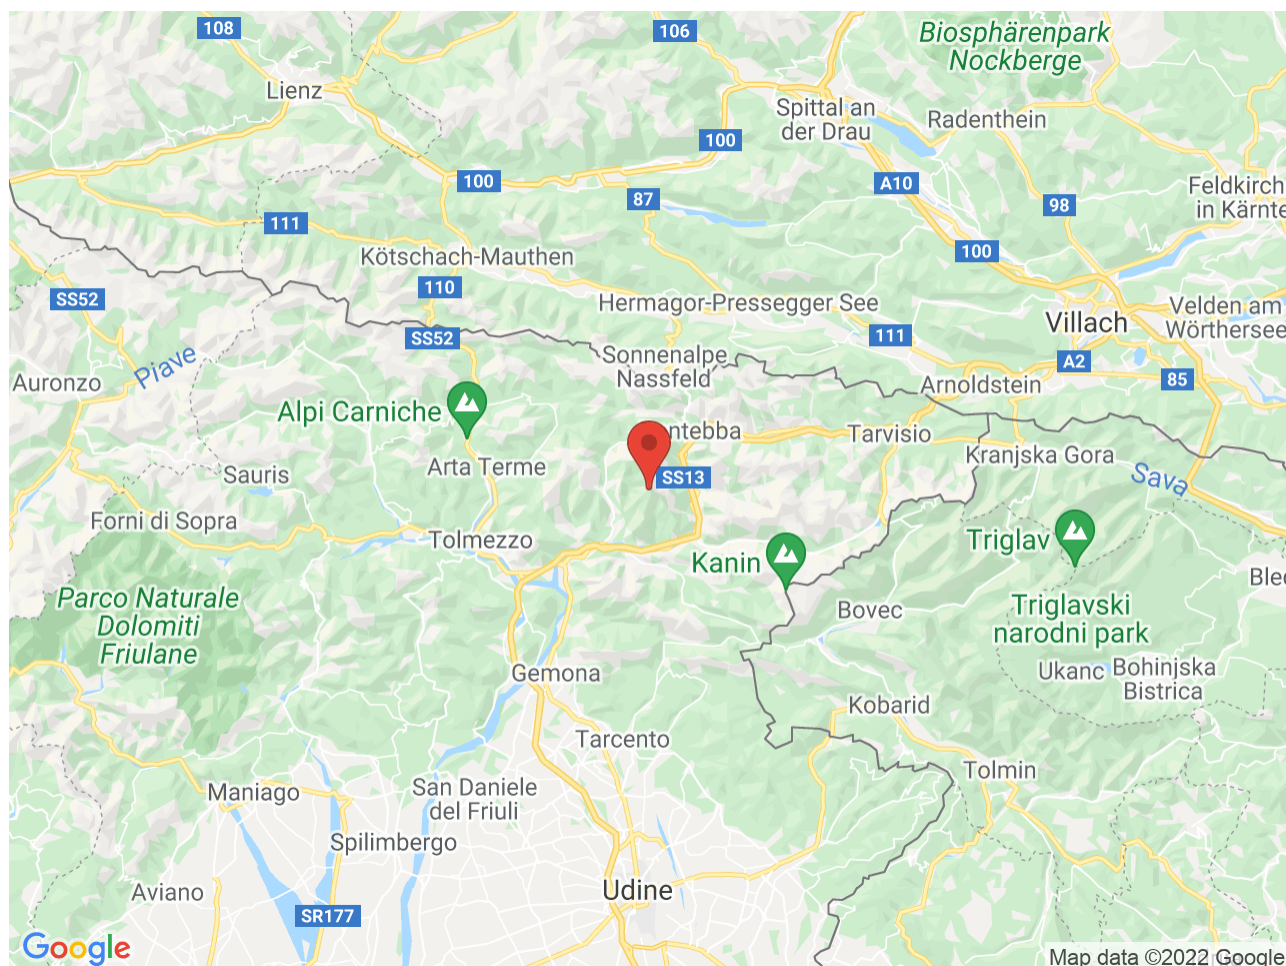 108
106
Biosphärenpark
Nockberge
Lienz
Spittal an
der Drau
Radenthein
100
100
87
A10
98
Feldkirch
in Kärnte
111
Kötschach-Mauthen
100
110
SS52
Hermagor-Pressegger See
Velden am
Wörthersee
Villach
SS52
111
Piave
Sonnenalpe
Nassfeld
A2
85
Auronzo
Arnoldstein
Alpi Carniche
ntebba
Tarvisio
Kranjska Gora
Sava
Arta Terme
Sauris
SS13
Forni di Sopra
Tolmezzo
Triglav
Kanin
Blec
Parco Naturale
Dolomiti
Friulane
Bovec
Triglavski
narodni park
Gemona
Ukanc
Bohinjska
Bistrica
Kobarid
Tarcento
Tolmin
Maniago
San Daniele
del Friuli
Spilimbergo
Aviano
Udine
SR177
Google
Map data ©2022 Google